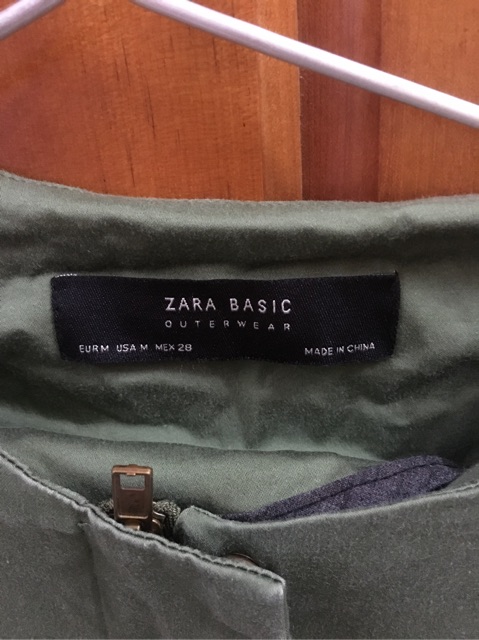 ZARA BASIC
OUTERWEAR
EUR M USA M MEX 28 MADE IN CHINA